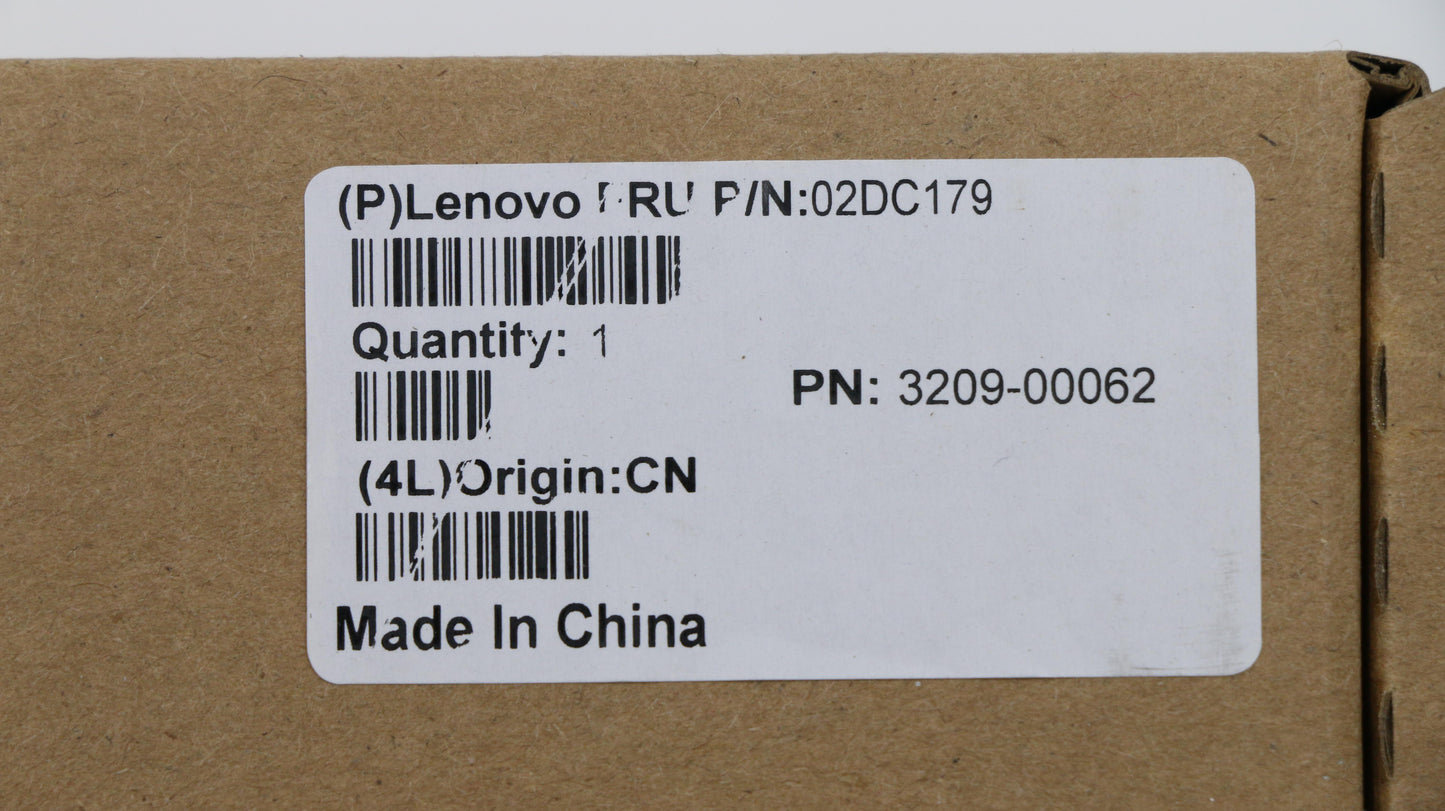 (P)Lenovo FRU P/N:02DC179
Quantity: 1
PN: 3209-00062
(4L)Origin:CN
Made In China